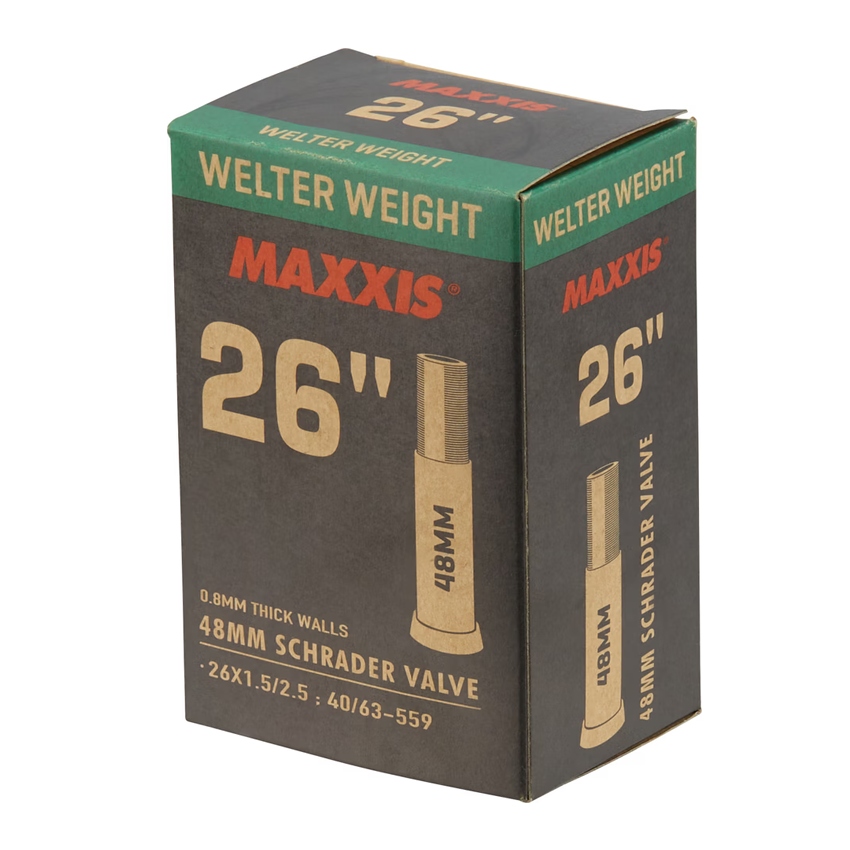 MAXXIS
26"
WELTER WEIGHT
WELTER WEIGHT
MAXXIS®
26"
48MM
0.8MM THICK WALLS
48MM SCHRADER VALVE
· 26X1.5/2.5 : 40/63-559
WELTER WEIGHT
MAXXIS
26"
48MM
48MM SCHRADER VALVE